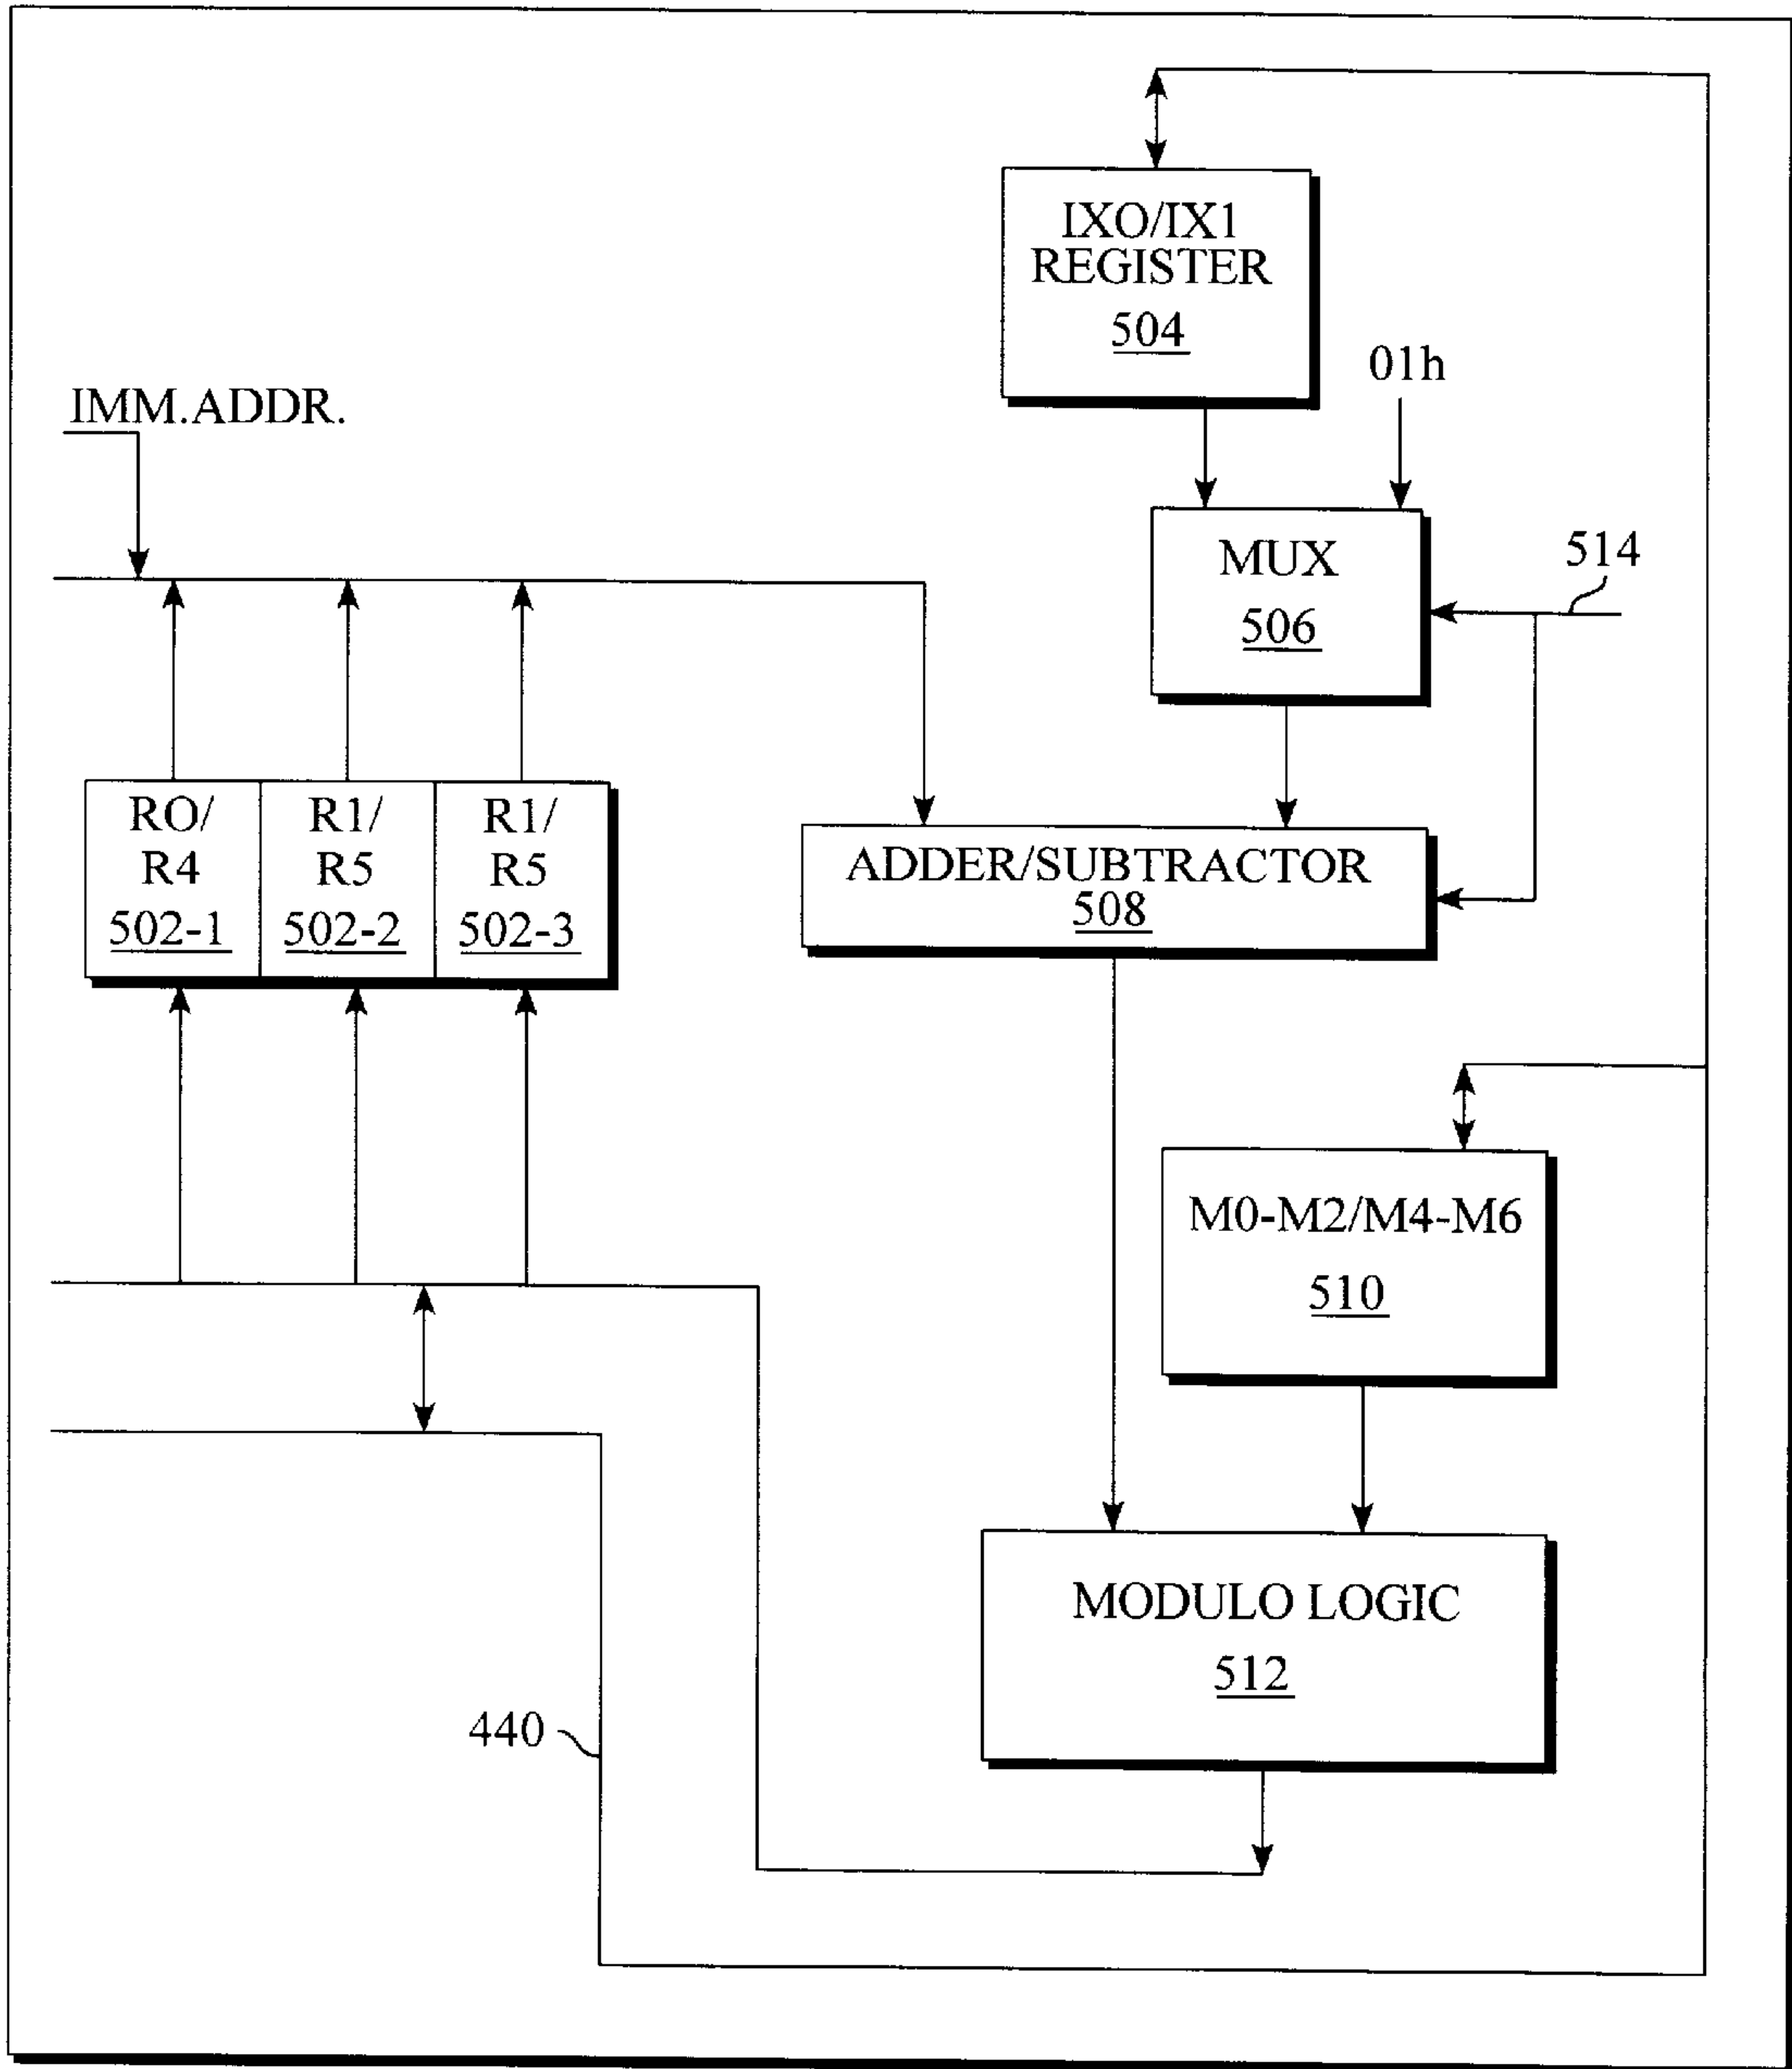 IXO/IX1
REGISTER
504
01h
IMM.ADDR.
MUX
506
514
RO/
R4
502-1
R1/
R5
502-2
R1/
R5
502-3
ADDER/SUBTRACTOR
508
M0-M2/M4-M6
510
MODULO LOGIC
512
440